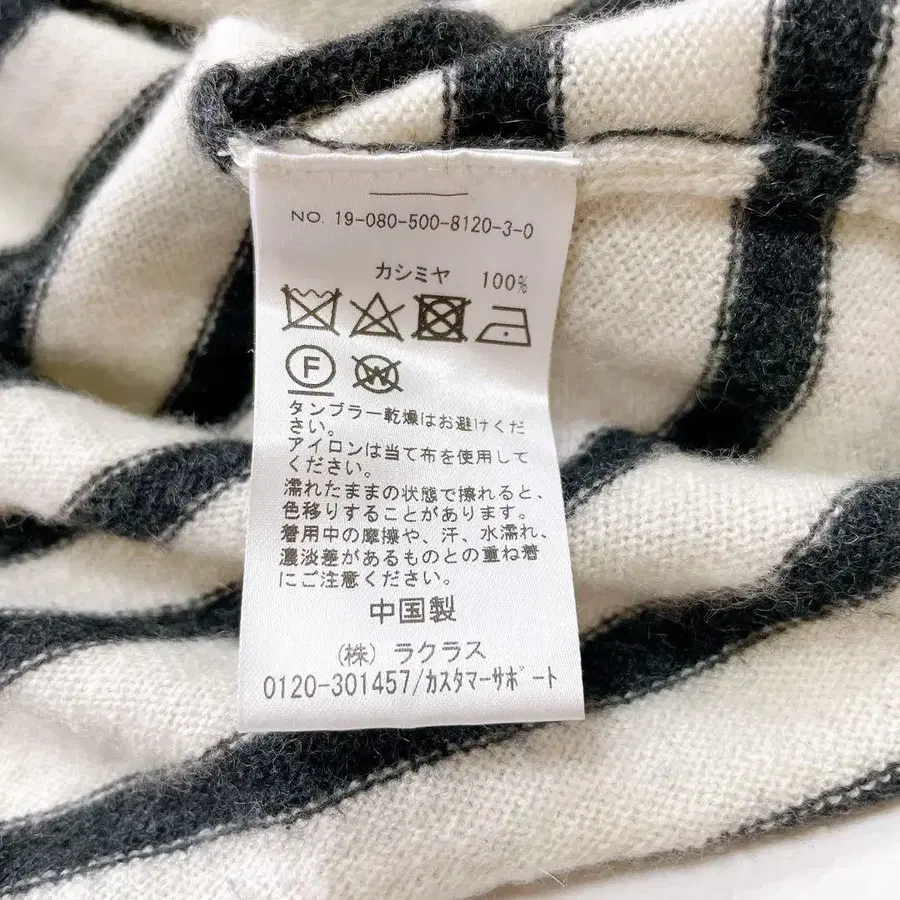 NO. 19-080-500-8120-3-0
カシミヤ 100%
F W
タンブラー乾燥はお避けくだ
さい。
アイロンは当て布を使用して
ください。
濡れたままの状態で擦れると、
色移りすることがあります。
着用中の摩擦や、汗、水濡れ、
濃淡差があるものとの重ね着
にご注意ください。
中国製
(株) ラクラス
0120-301457/カスタマーサポート